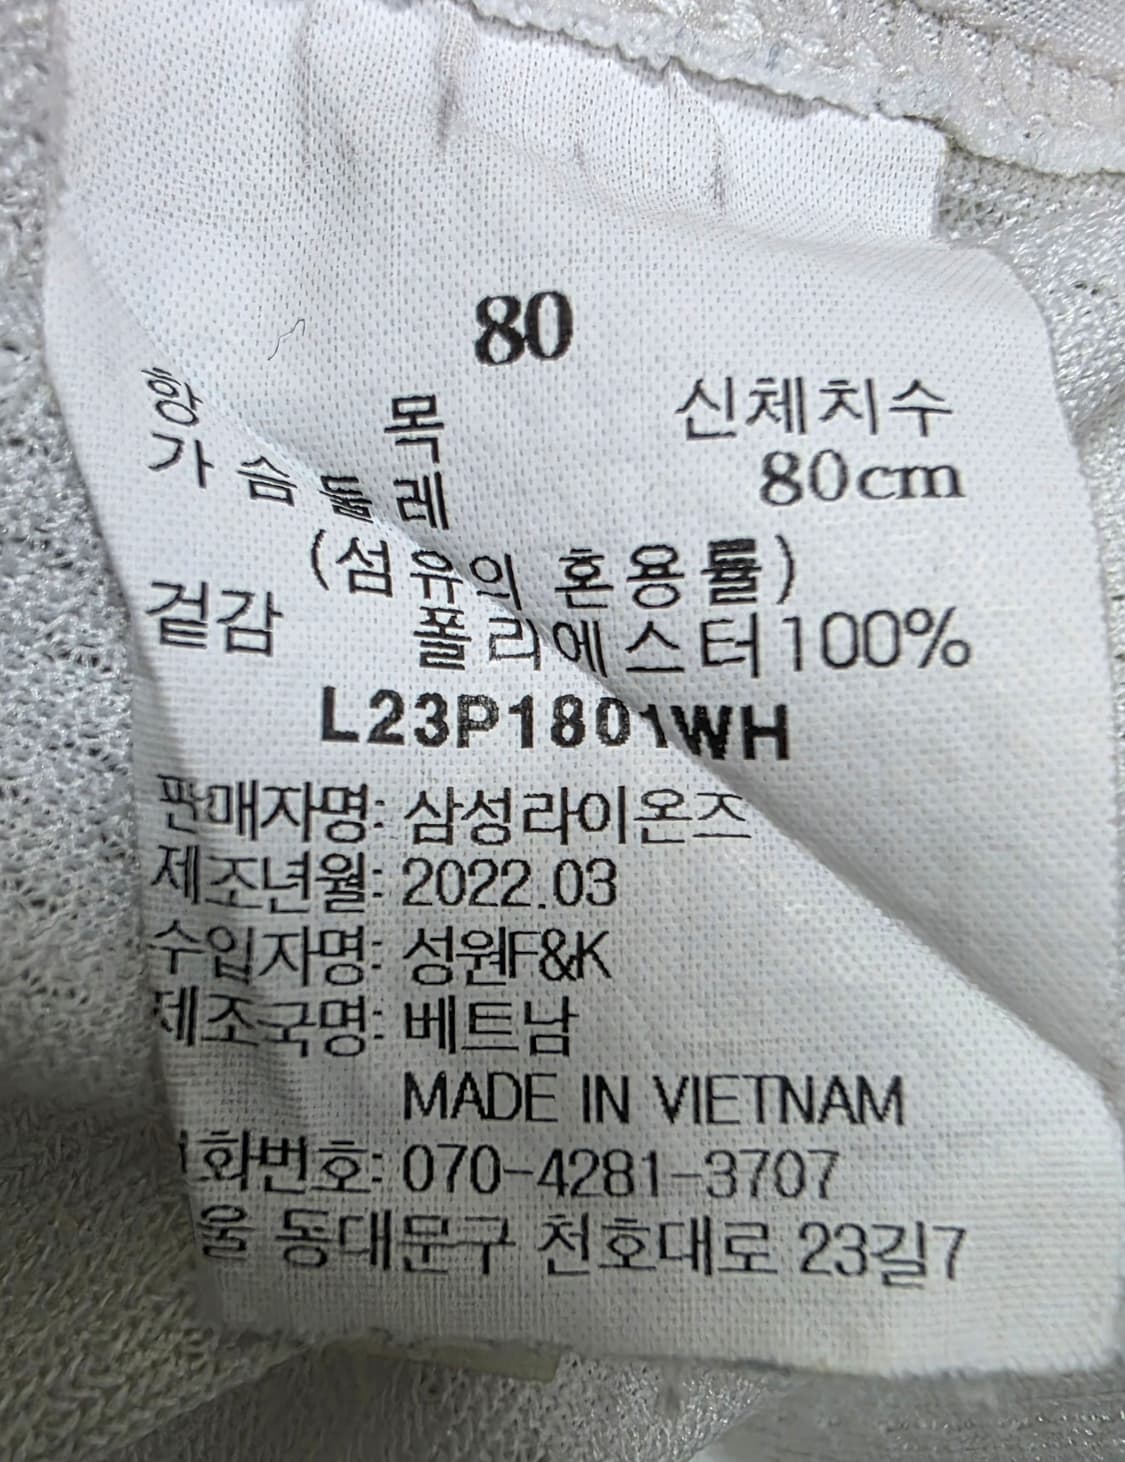 80
항 목 신체치수
가 슴 둘 레 80cm
(섬유의 혼용률)
겉감 폴리에스터100%
L23P1801WH
판매자명: 삼성라이온즈
제조년월: 2022.03
수입자명: 성원F&K
제조국명: 베트남
MADE IN VIETNAM
화번호: 070-4281-3707
울 동대문구 천호대로 23길7